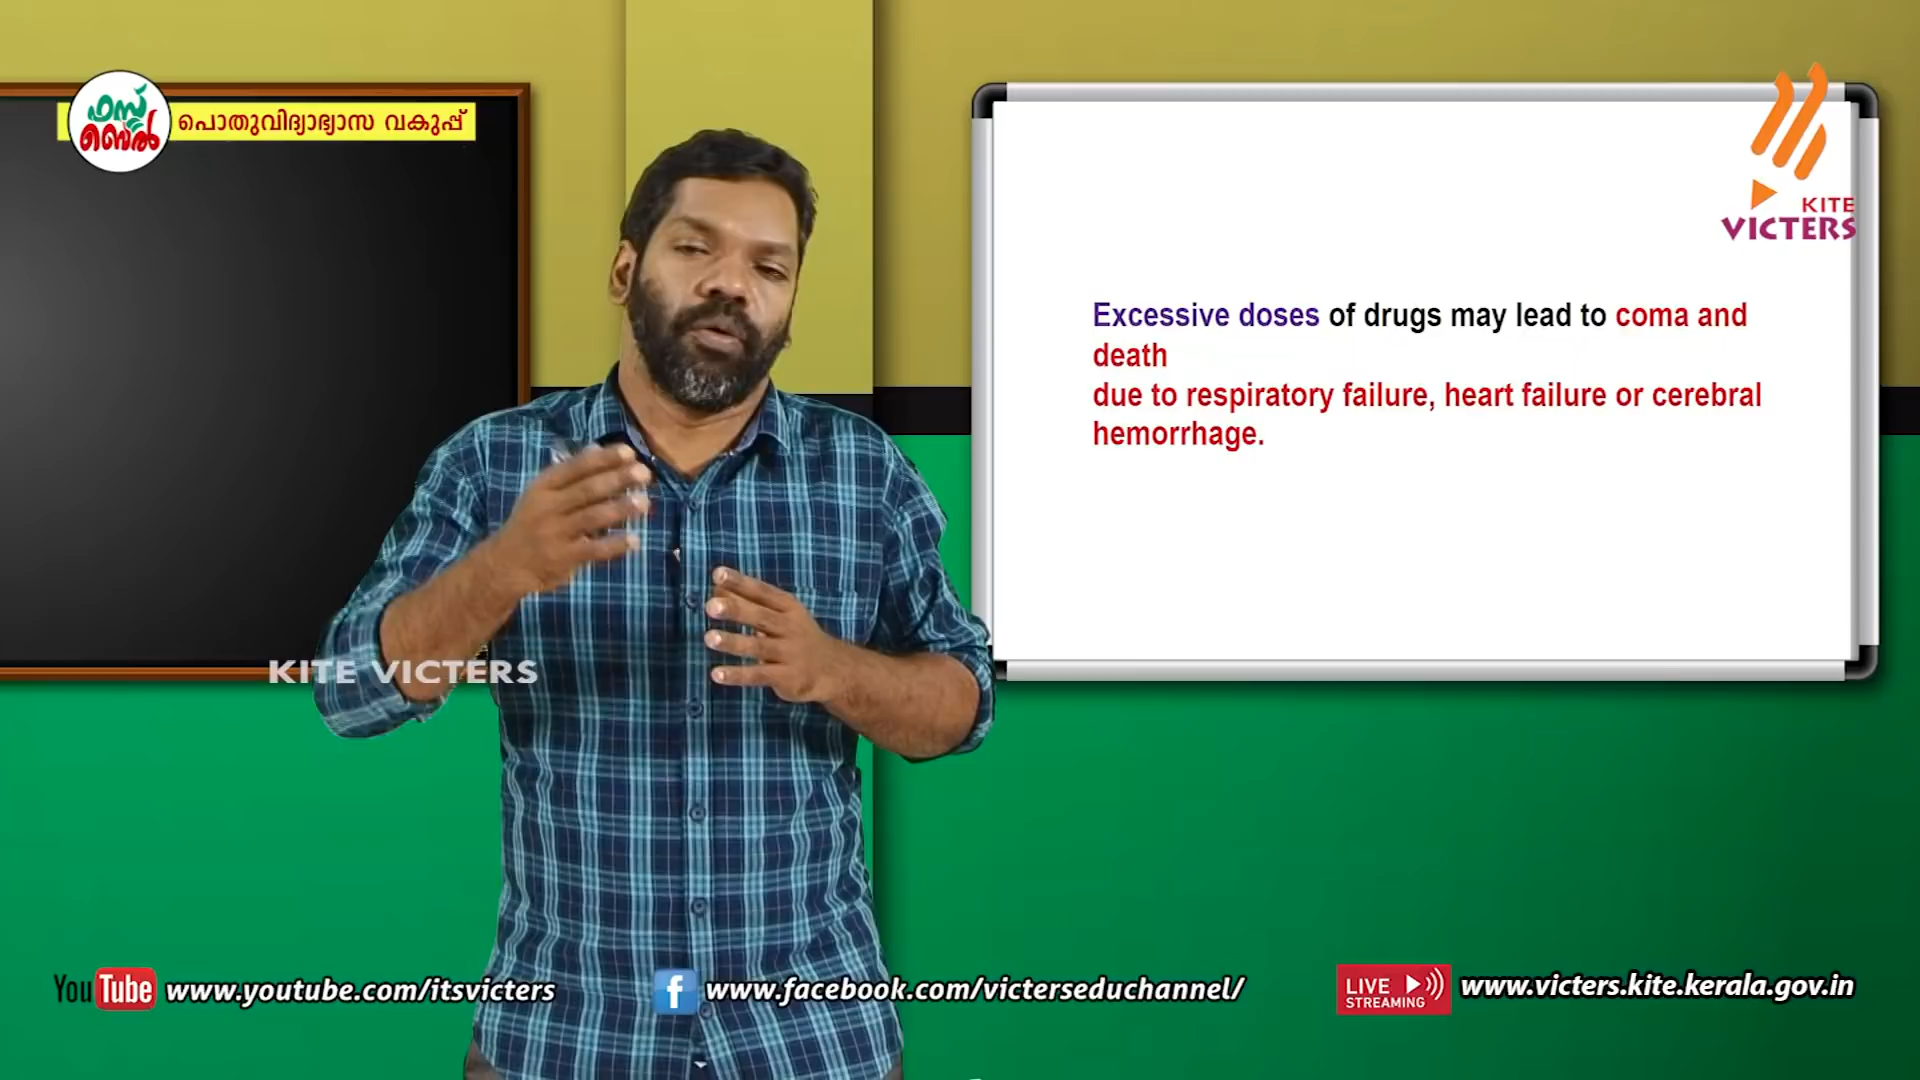 ഫസ്റ്റ്
ബെൽ
പൊതുവിദ്യാഭ്യാസ വകുപ്പ്
KITE
VICTERS
Excessive doses of drugs may lead to coma and
death
due to respiratory failure, heart failure or cerebral
hemorrhage.
KITE VICTERS
YouTube www.youtube.com/itsvicters
f www.facebook.com/victerseduchannel/
LIVE
STREAMING
www.victers.kite.kerala.gov.in